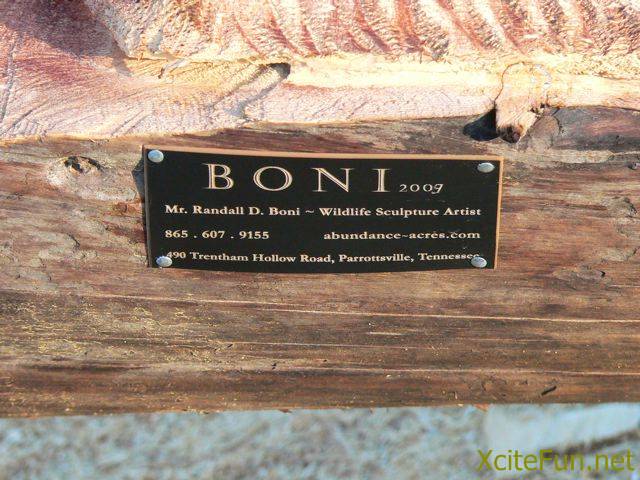 BONI 2009
Mr. Randall D. Boni ~ Wildlife Sculpture Artist
865 . 607 . 9155 abundance-acres.com
490 Trentham Hollow Road, Parrottsville, Tennessee
XciteFun.net